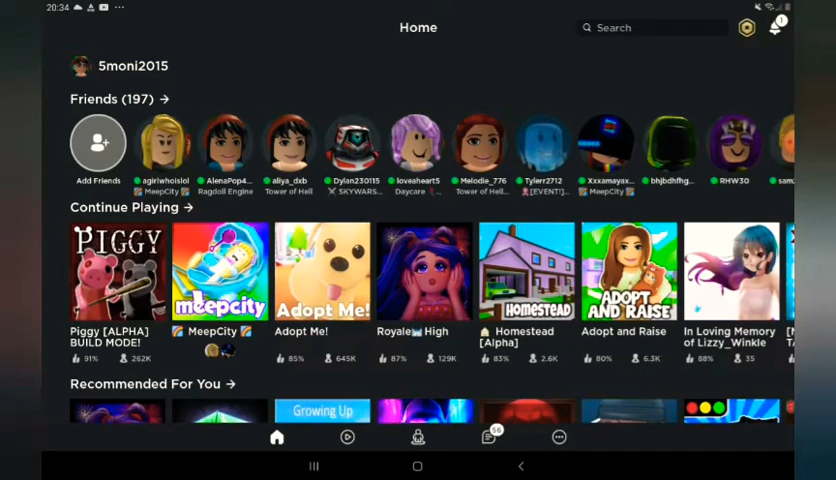 20:34
Home
Search
1
5moni2015
Friends (197) →
Add Friends
agirlwhoislol
MeepCity
AlenaPop4...
Ragdoll Engine
aliya_dxb
Tower of Hell
Dylan230115
SKYWARS...
loveaheart5
Daycare
Melodie_776
Tower of Hell...
Tylerr2712
[EVENT!]...
Xxxamayax...
MeepCity
bhjbdhfhg...
RHW30
Continue Playing →
PIGGY
meepcity
Adopt Me!
HOMESTEAD
ADOPT
AND RAISE
Piggy [ALPHA]
BUILD MODE!
MeepCity
Adopt Me!
Royale High
Homestead
[Alpha]
Adopt and Raise
In Loving Memory
of Lizzy_Winkle
91% 262K
85% 645K
87% 129K
83% 2.6K
80% 6.3K
88% 35
Recommended For You →
Growing Up
56